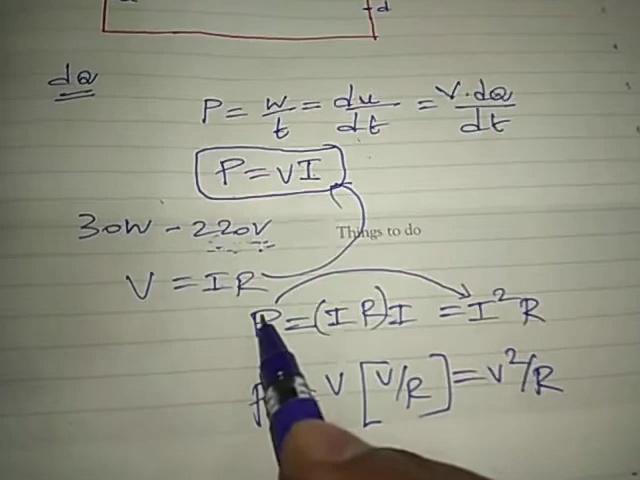 d
dQ
P = W/t = du/dt = V.dQ/dt
P = VI
30W - 220V
Things to do
V = IR
P = (IR)I = I²R
V [V/R] = V²/R